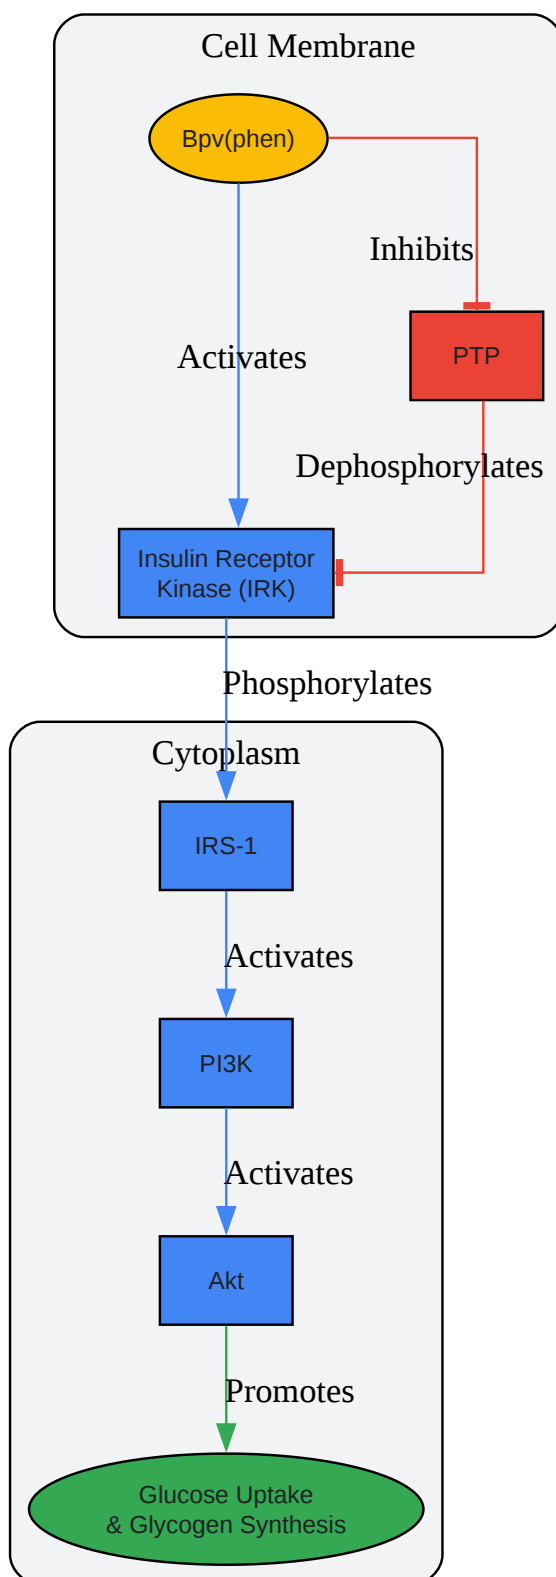 Cell Membrane
Bpv(phen)
Inhibits
Activates
PTP
Dephosphorylates
Insulin Receptor
Kinase (IRK)
Phosphorylates
Cytoplasm
IRS-1
Activates
PI3K
Activates
Akt
Promotes
Glucose Uptake
& Glycogen Synthesis